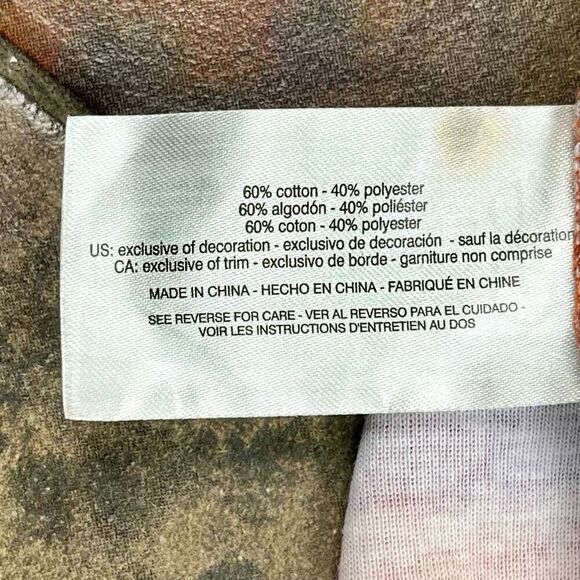 60% cotton - 40% polyester
60% algodón - 40% poliéster
60% coton - 40% polyester
US: exclusive of decoration - exclusivo de decoración - sauf la décoration
CA: exclusive of trim - exclusivo de borde - garniture non comprise
MADE IN CHINA - HECHO EN CHINA - FABRIQUÉ EN CHINE
SEE REVERSE FOR CARE - VER AL REVERSO PARA EL CUIDADO -
VOIR LES INSTRUCTIONS D'ENTRETIEN AU DOS